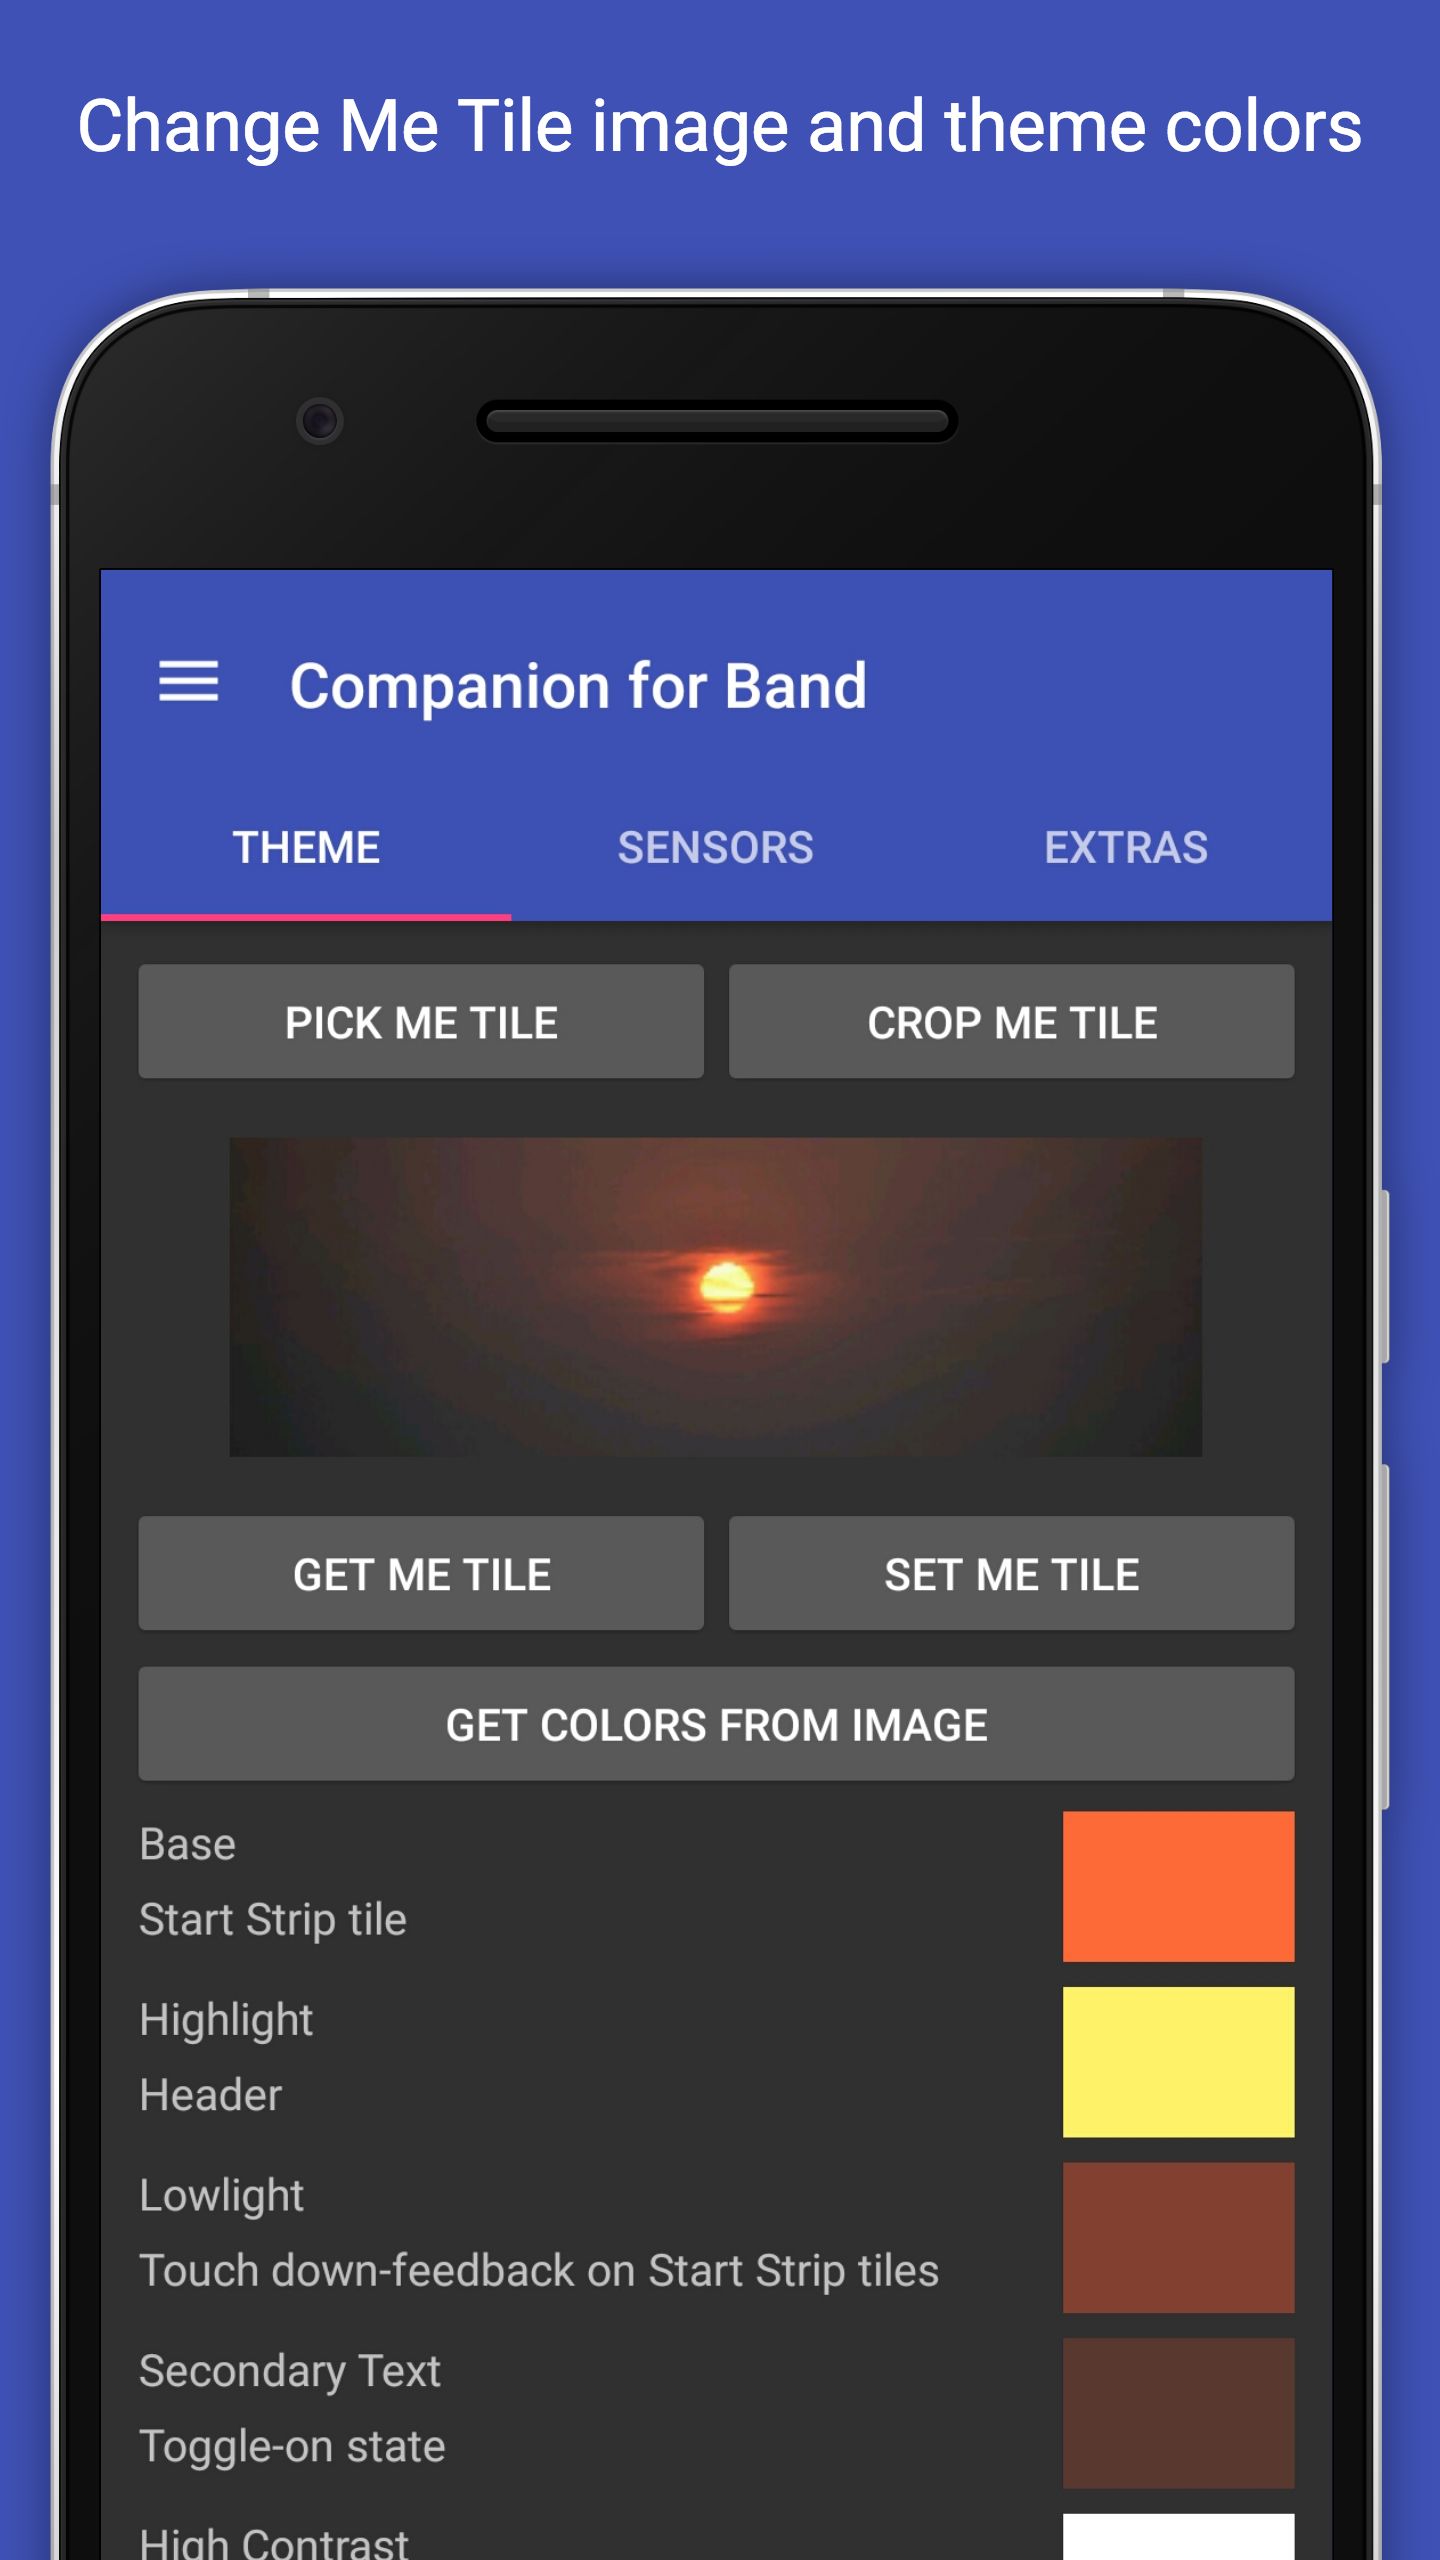 Change Me Tile image and theme colors
Companion for Band
THEME SENSORS EXTRAS
PICK ME TILE CROP ME TILE
GET ME TILE SET ME TILE
GET COLORS FROM IMAGE
Base
Start Strip tile
Highlight
Header
Lowlight
Touch down-feedback on Start Strip tiles
Secondary Text
Toggle-on state
High Contrast